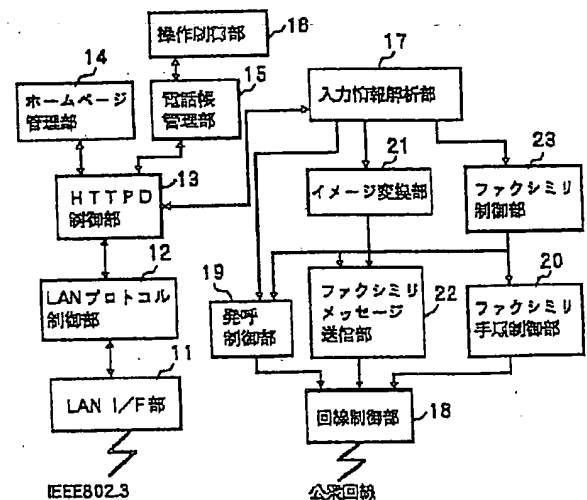 16
操作制御部
14
15
17
ホームページ
管理部
電話帳
管理部
入力情報解析部
21
23
13
HTTPD
制御部
イメージ変換部
ファクシミリ
制御部
12
19
20
LANプロトコル
制御部
発呼
制御部
ファクシミリ
メッセージ
送信部
22
ファクシミリ
手順制御部
11
LAN I/F部
回線制御部
18
IEEE802.3
公衆回線